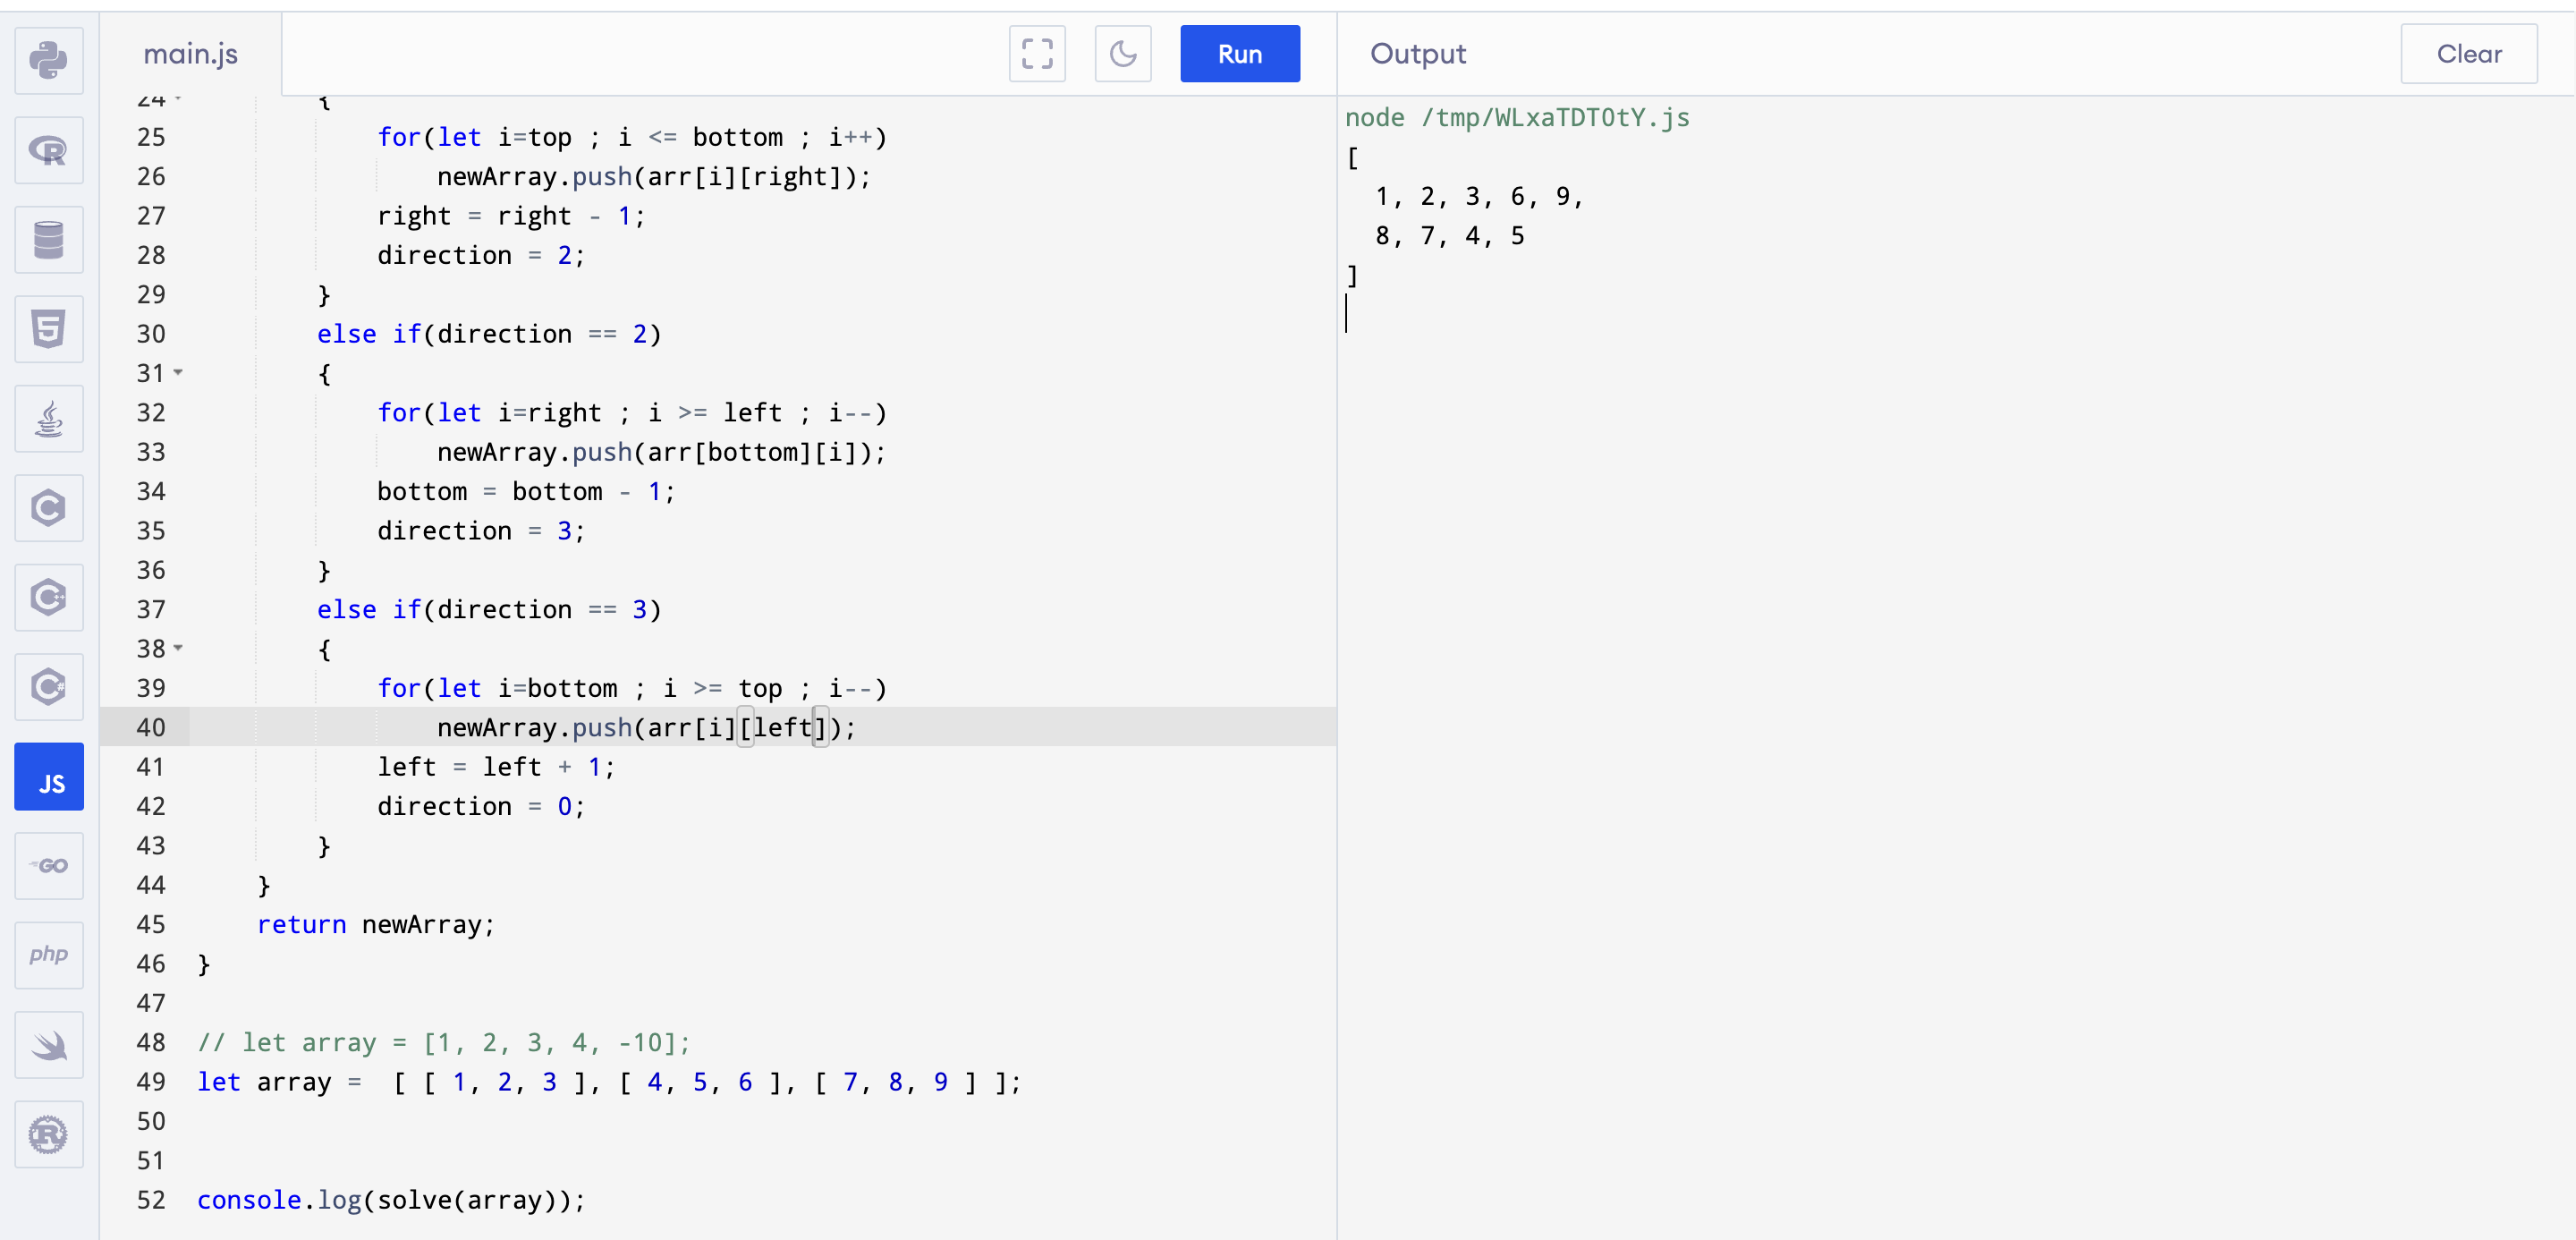 main.js
Run
Output
Clear
24 {
25 for(let i=top ; i <= bottom ; i++)
26 newArray.push(arr[i][right]);
27 right = right - 1;
28 direction = 2;
29 }
30 else if(direction == 2)
31 {
32 for(let i=right ; i >= left ; i--)
33 newArray.push(arr[bottom][i]);
34 bottom = bottom - 1;
35 direction = 3;
36 }
37 else if(direction == 3)
38 {
39 for(let i=bottom ; i >= top ; i--)
40 newArray.push(arr[i][left]);
41 left = left + 1;
42 direction = 0;
43 }
44 }
45 return newArray;
46 }
47
48 // let array = [1, 2, 3, 4, -10];
49 let array =  [ [ 1, 2, 3 ], [ 4, 5, 6 ], [ 7, 8, 9 ] ];
50
51
52 console.log(solve(array));
node /tmp/WLxaTDT0tY.js
[
1, 2, 3, 6, 9,
8, 7, 4, 5
]
R
5
C
C++
C#
JS
GO
php
R